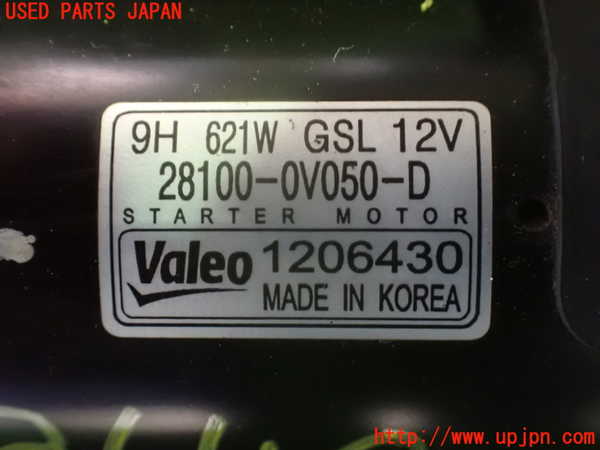 USED PARTS JAPAN
9H 621W GSL 12V
28100-0V050-D
STARTER MOTOR
Valeo 1206430
MADE IN KOREA
http://www.upjpn.com/